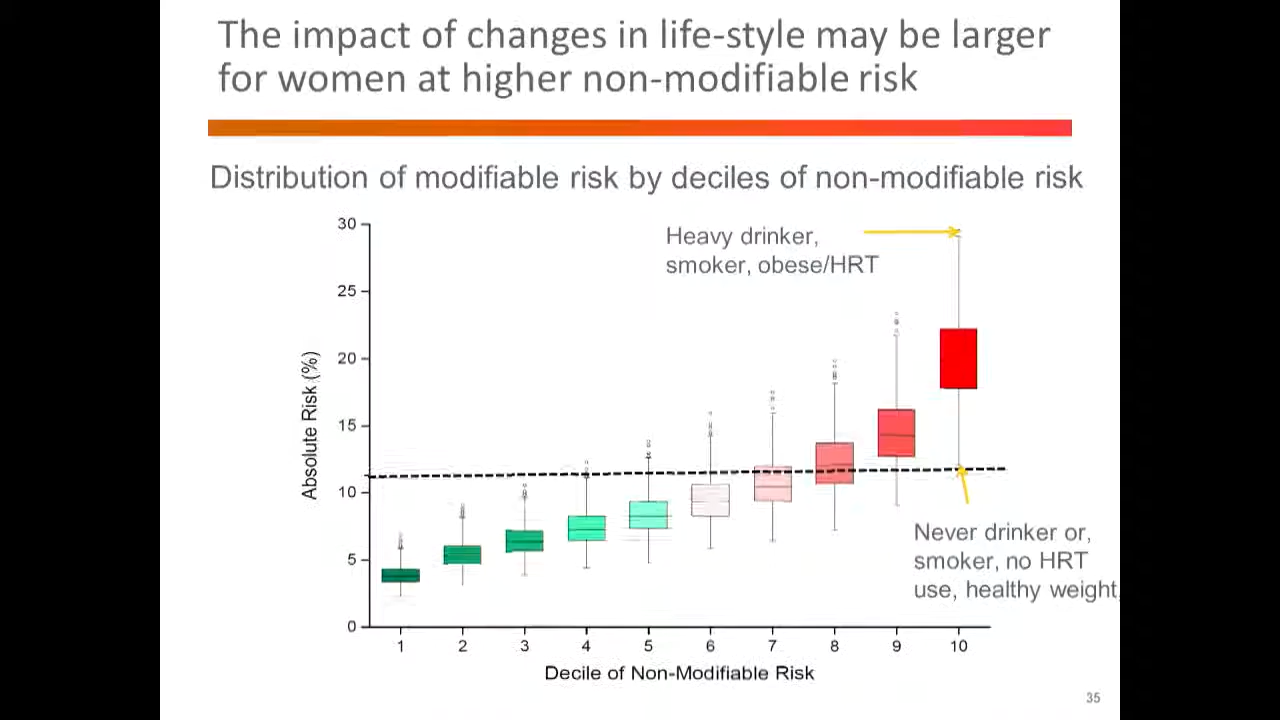 The impact of changes in life-style may be larger
for women at higher non-modifiable risk
Distribution of modifiable risk by deciles of non-modifiable risk
Heavy drinker,
smoker, obese/HRT
30
25
20
15
10
5
0
Absolute Risk (%)
Never drinker or,
smoker, no HRT
use, healthy weight,
1 2 3 4 5 6 7 8 9 10
Decile of Non-Modifiable Risk
35